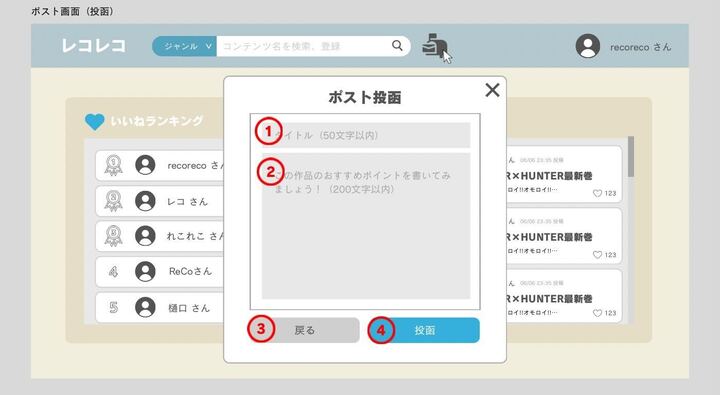 ポスト画面（投函）
レコレコ
ジャンル
コンテンツ名を検索、登録
recoreco さん
ポスト投函
いいねランキング
1
イトル（50文字以内）
2
この作品のおすすめポイントを書いてみ
ましょう！（200文字以内）
1
recoreco さ
2
レコ さん
3
れこれこ さ
4
ReCoさん
5
樋口 さん
3
戻る
4
投函
ん 06/06 23:35 投稿
R×HUNTER最新巻
ロイ!!オモロイ!!…
123
06/06 23:35 投稿
R×HUNTER最新巻
ロイ!!オモロイ!!…
123
ん 06/06 23:35 投稿
R×HUNTER最新巻
ロイ!!オモロイ!!…
123